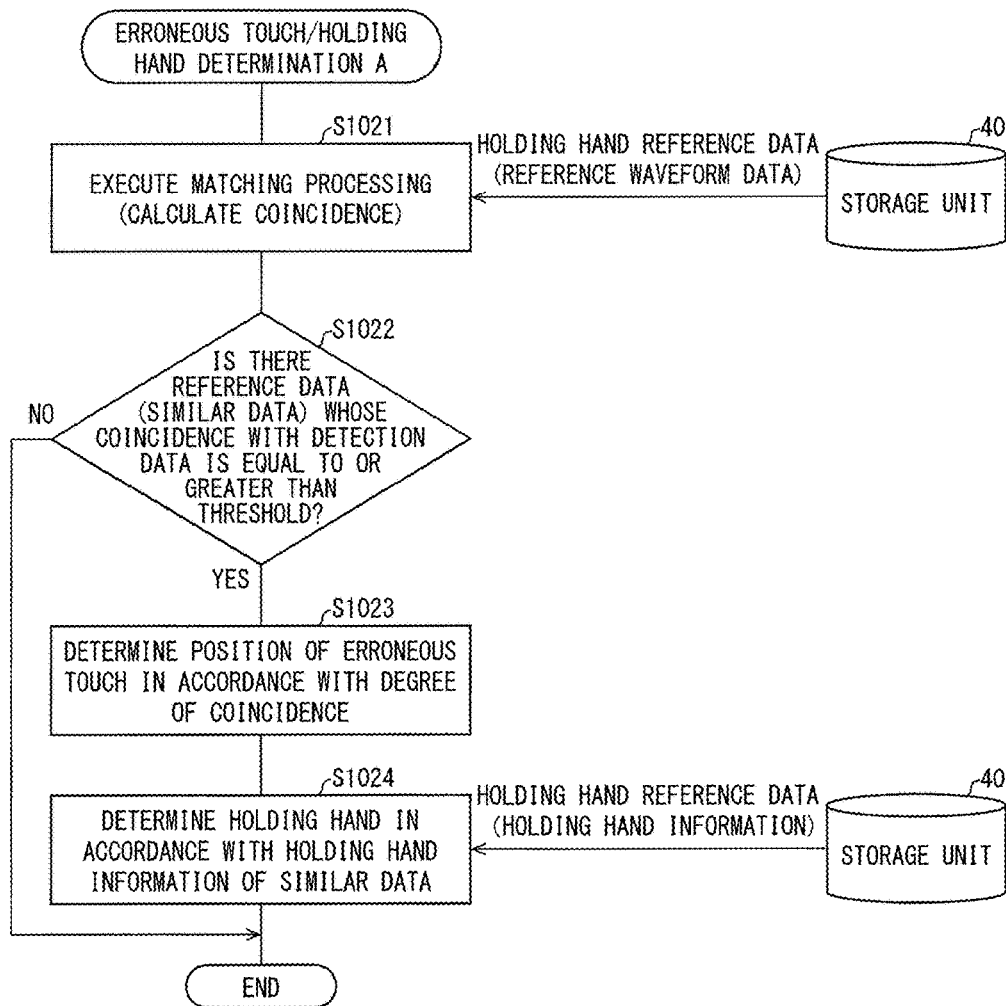 ERRONEOUS TOUCH/HOLDING
HAND DETERMINATION A
S1021
EXECUTE MATCHING PROCESSING
(CALCULATE COINCIDENCE)
HOLDING HAND REFERENCE DATA
(REFERENCE WAVEFORM DATA)
40
STORAGE UNIT
S1022
IS THERE
REFERENCE DATA
(SIMILAR DATA) WHOSE
COINCIDENCE WITH DETECTION
DATA IS EQUAL TO OR
GREATER THAN
THRESHOLD?
NO
YES
S1023
DETERMINE POSITION OF ERRONEOUS
TOUCH IN ACCORDANCE WITH DEGREE
OF COINCIDENCE
S1024
DETERMINE HOLDING HAND IN
ACCORDANCE WITH HOLDING HAND
INFORMATION OF SIMILAR DATA
HOLDING HAND REFERENCE DATA
(HOLDING HAND INFORMATION)
40
STORAGE UNIT
END